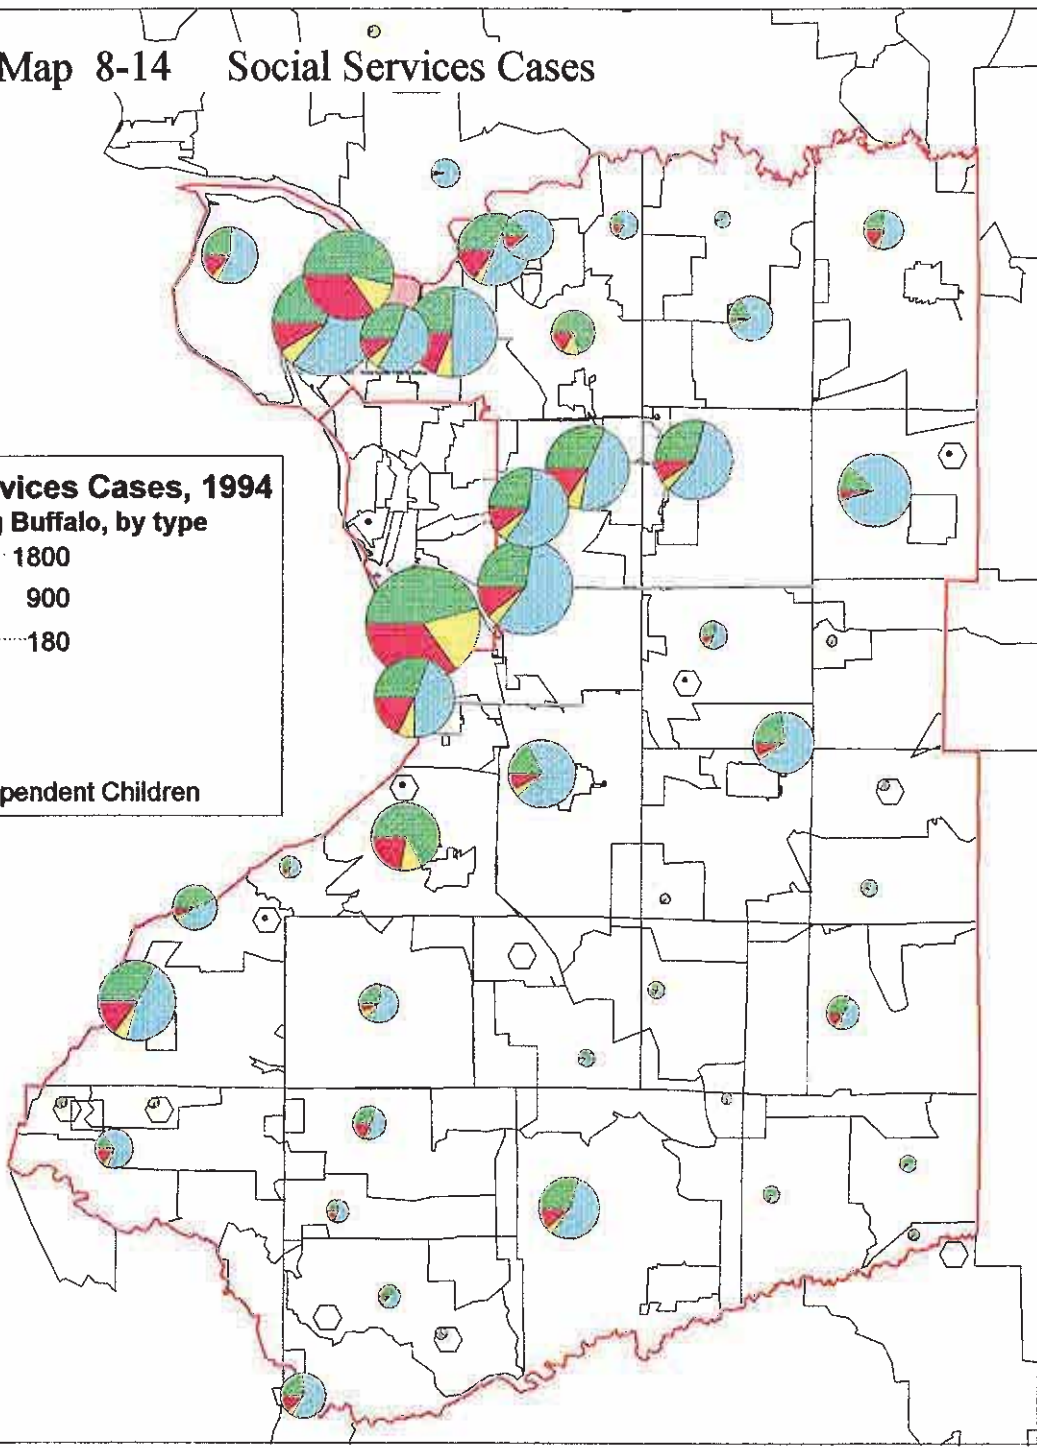 Map 8-14 Social Services Cases
vices Cases, 1994
g Buffalo, by type
1800
900
180
pendent Children